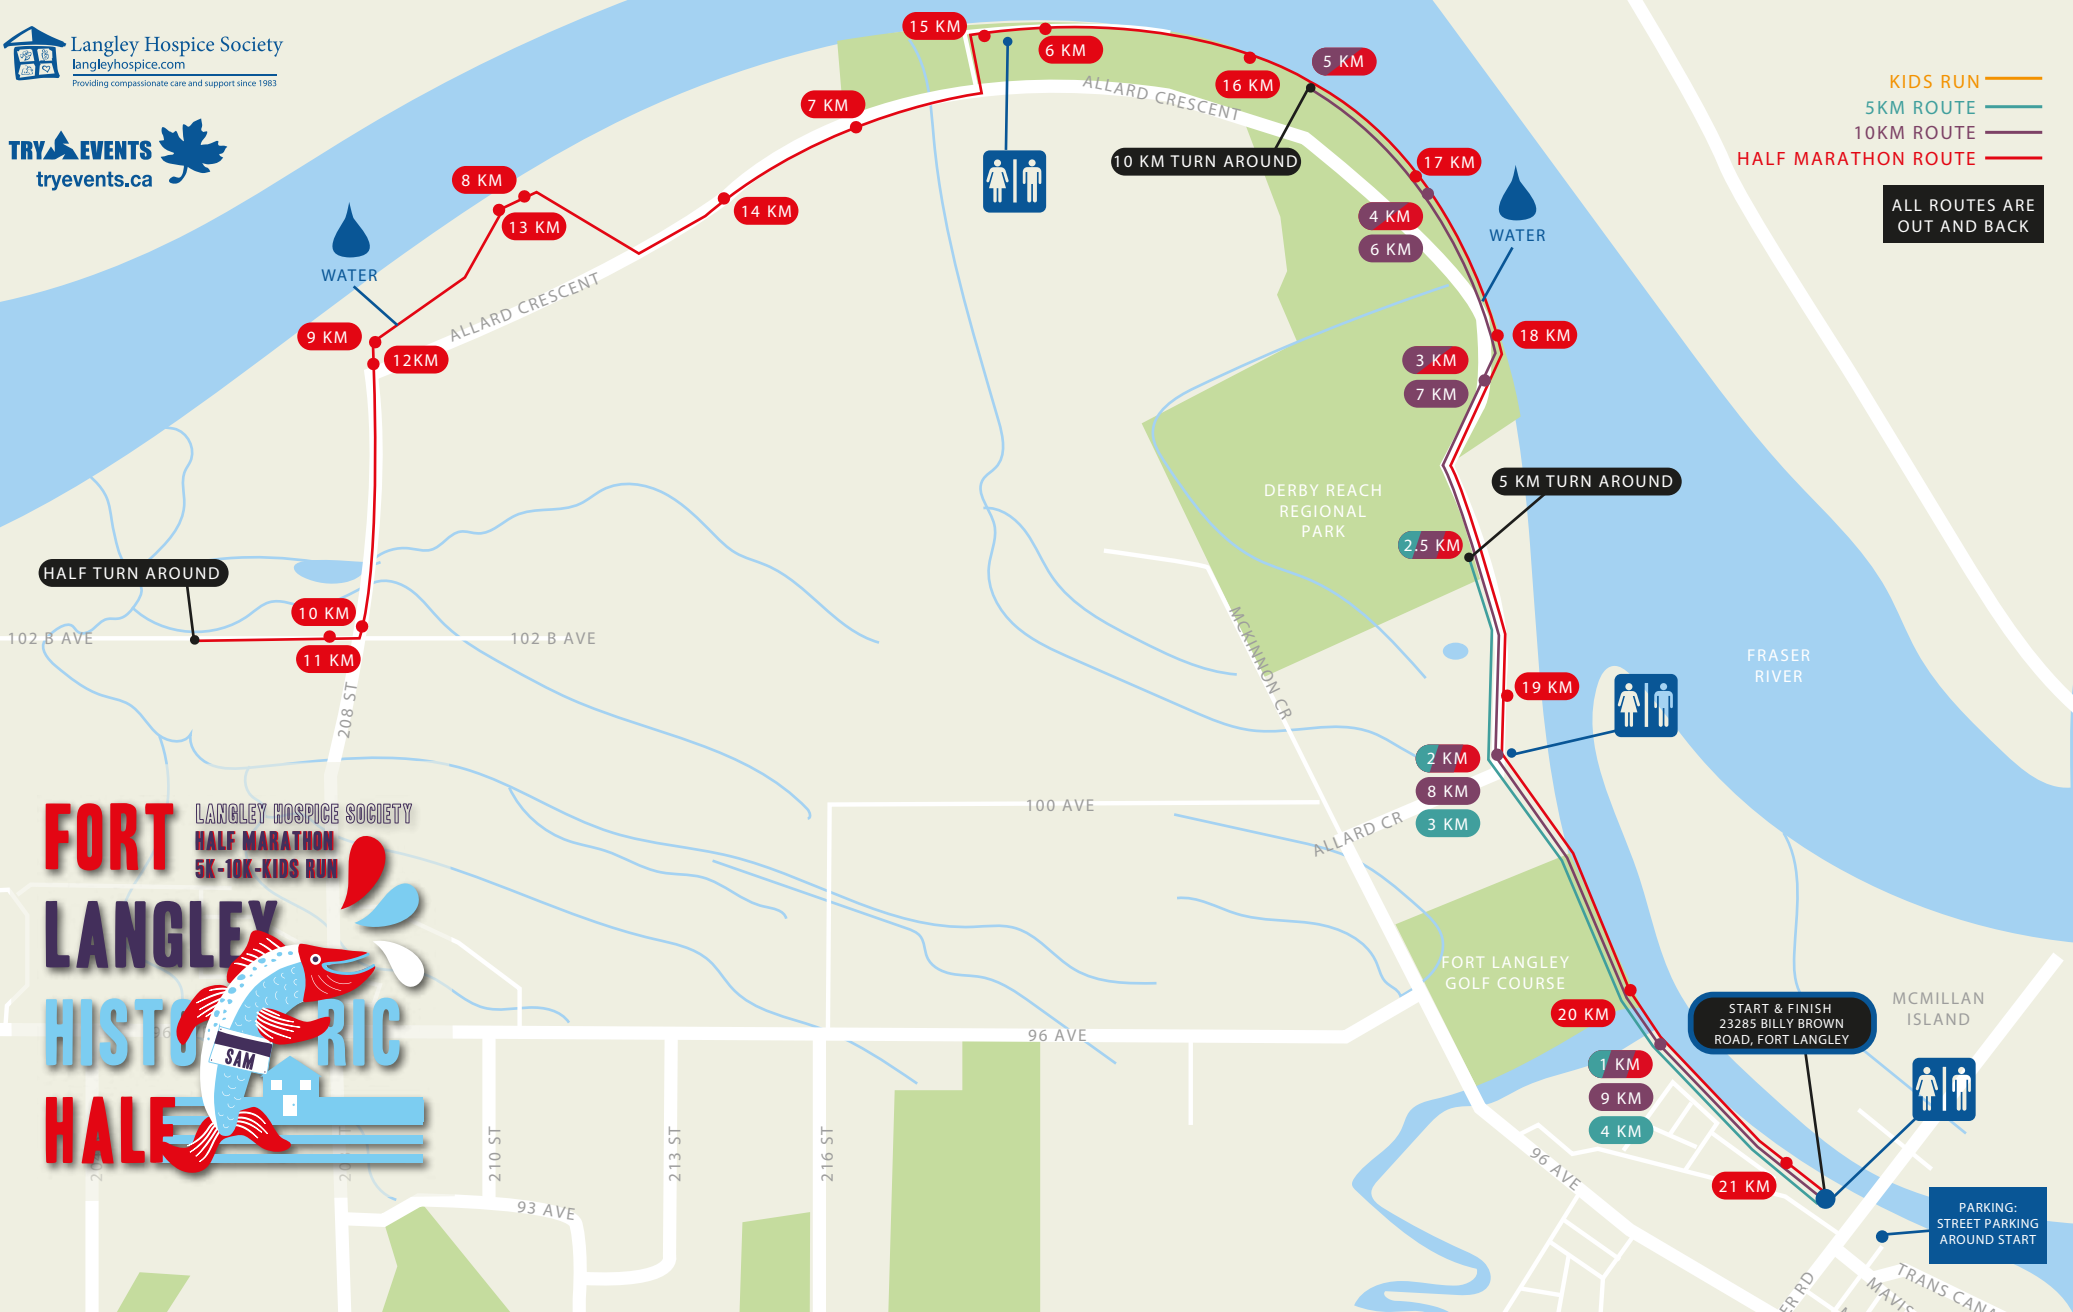 Langley Hospice Society
langleyhospice.com
Providing compassionate care and support since 1983
TRY EVENTS
tryevents.ca
KIDS RUN
5KM ROUTE
10KM ROUTE
HALF MARATHON ROUTE
ALL ROUTES ARE
OUT AND BACK
15 KM
6 KM
5 KM
16 KM
7 KM
ALLARD CRESCENT
10 KM TURN AROUND
17 KM
8 KM
13 KM
14 KM
4 KM
6 KM
WATER
WATER
ALLARD CRESCENT
9 KM
12KM
18 KM
3 KM
7 KM
5 KM TURN AROUND
DERBY REACH
REGIONAL
PARK
2.5 KM
HALF TURN AROUND
10 KM
102 B AVE
102 B AVE
11 KM
MCKINNON CR
FRASER
RIVER
19 KM
208 ST
2 KM
8 KM
3 KM
100 AVE
ALLARD CR
FORT
LANGLEY HOSPICE SOCIETY
HALF MARATHON
5K-10K-KIDS RUN
LANGLEY
HISTORIC
HALF
SAM
FORT LANGLEY
GOLF COURSE
20 KM
START & FINISH
23285 BILLY BROWN
ROAD, FORT LANGLEY
MCMILLAN
ISLAND
96
96 AVE
1 KM
9 KM
4 KM
210 ST
213 ST
216 ST
96 AVE
21 KM
93 AVE
PARKING:
STREET PARKING
AROUND START
ER RD
MAVIS
TRANS CANA